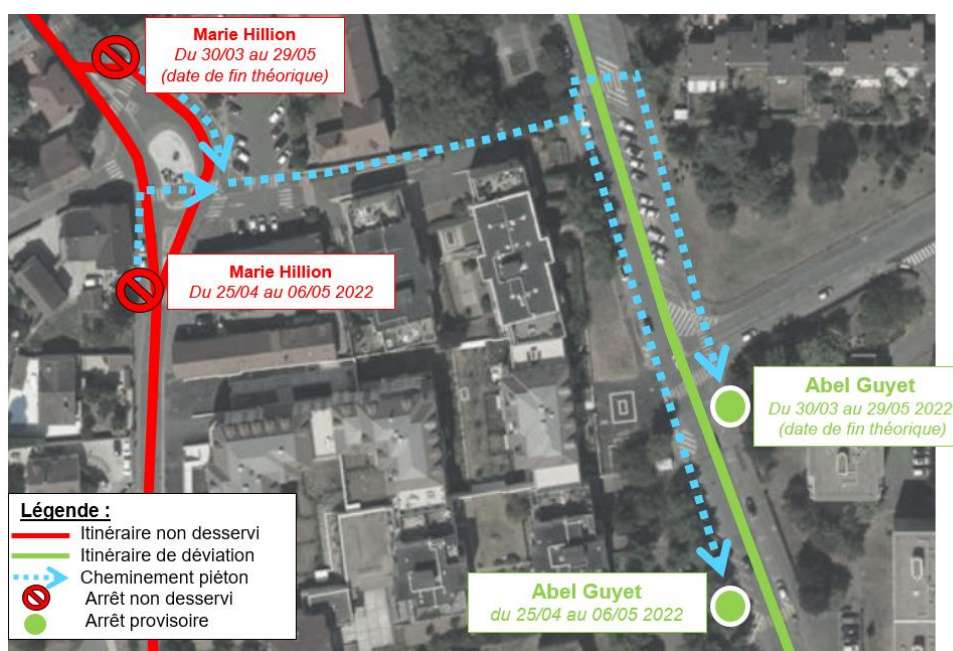 Marie Hillion
Du 30/03 au 29/05
(date de fin théorique)
Marie Hillion
Du 25/04 au 06/05 2022
Abel Guyet
Du 30/03 au 29/05 2022
(date de fin théorique)
Abel Guyet
du 25/04 au 06/05 2022
Légende :
Itinéraire non desservi
Itinéraire de déviation
Cheminement piéton
Arrêt non desservi
Arrêt provisoire